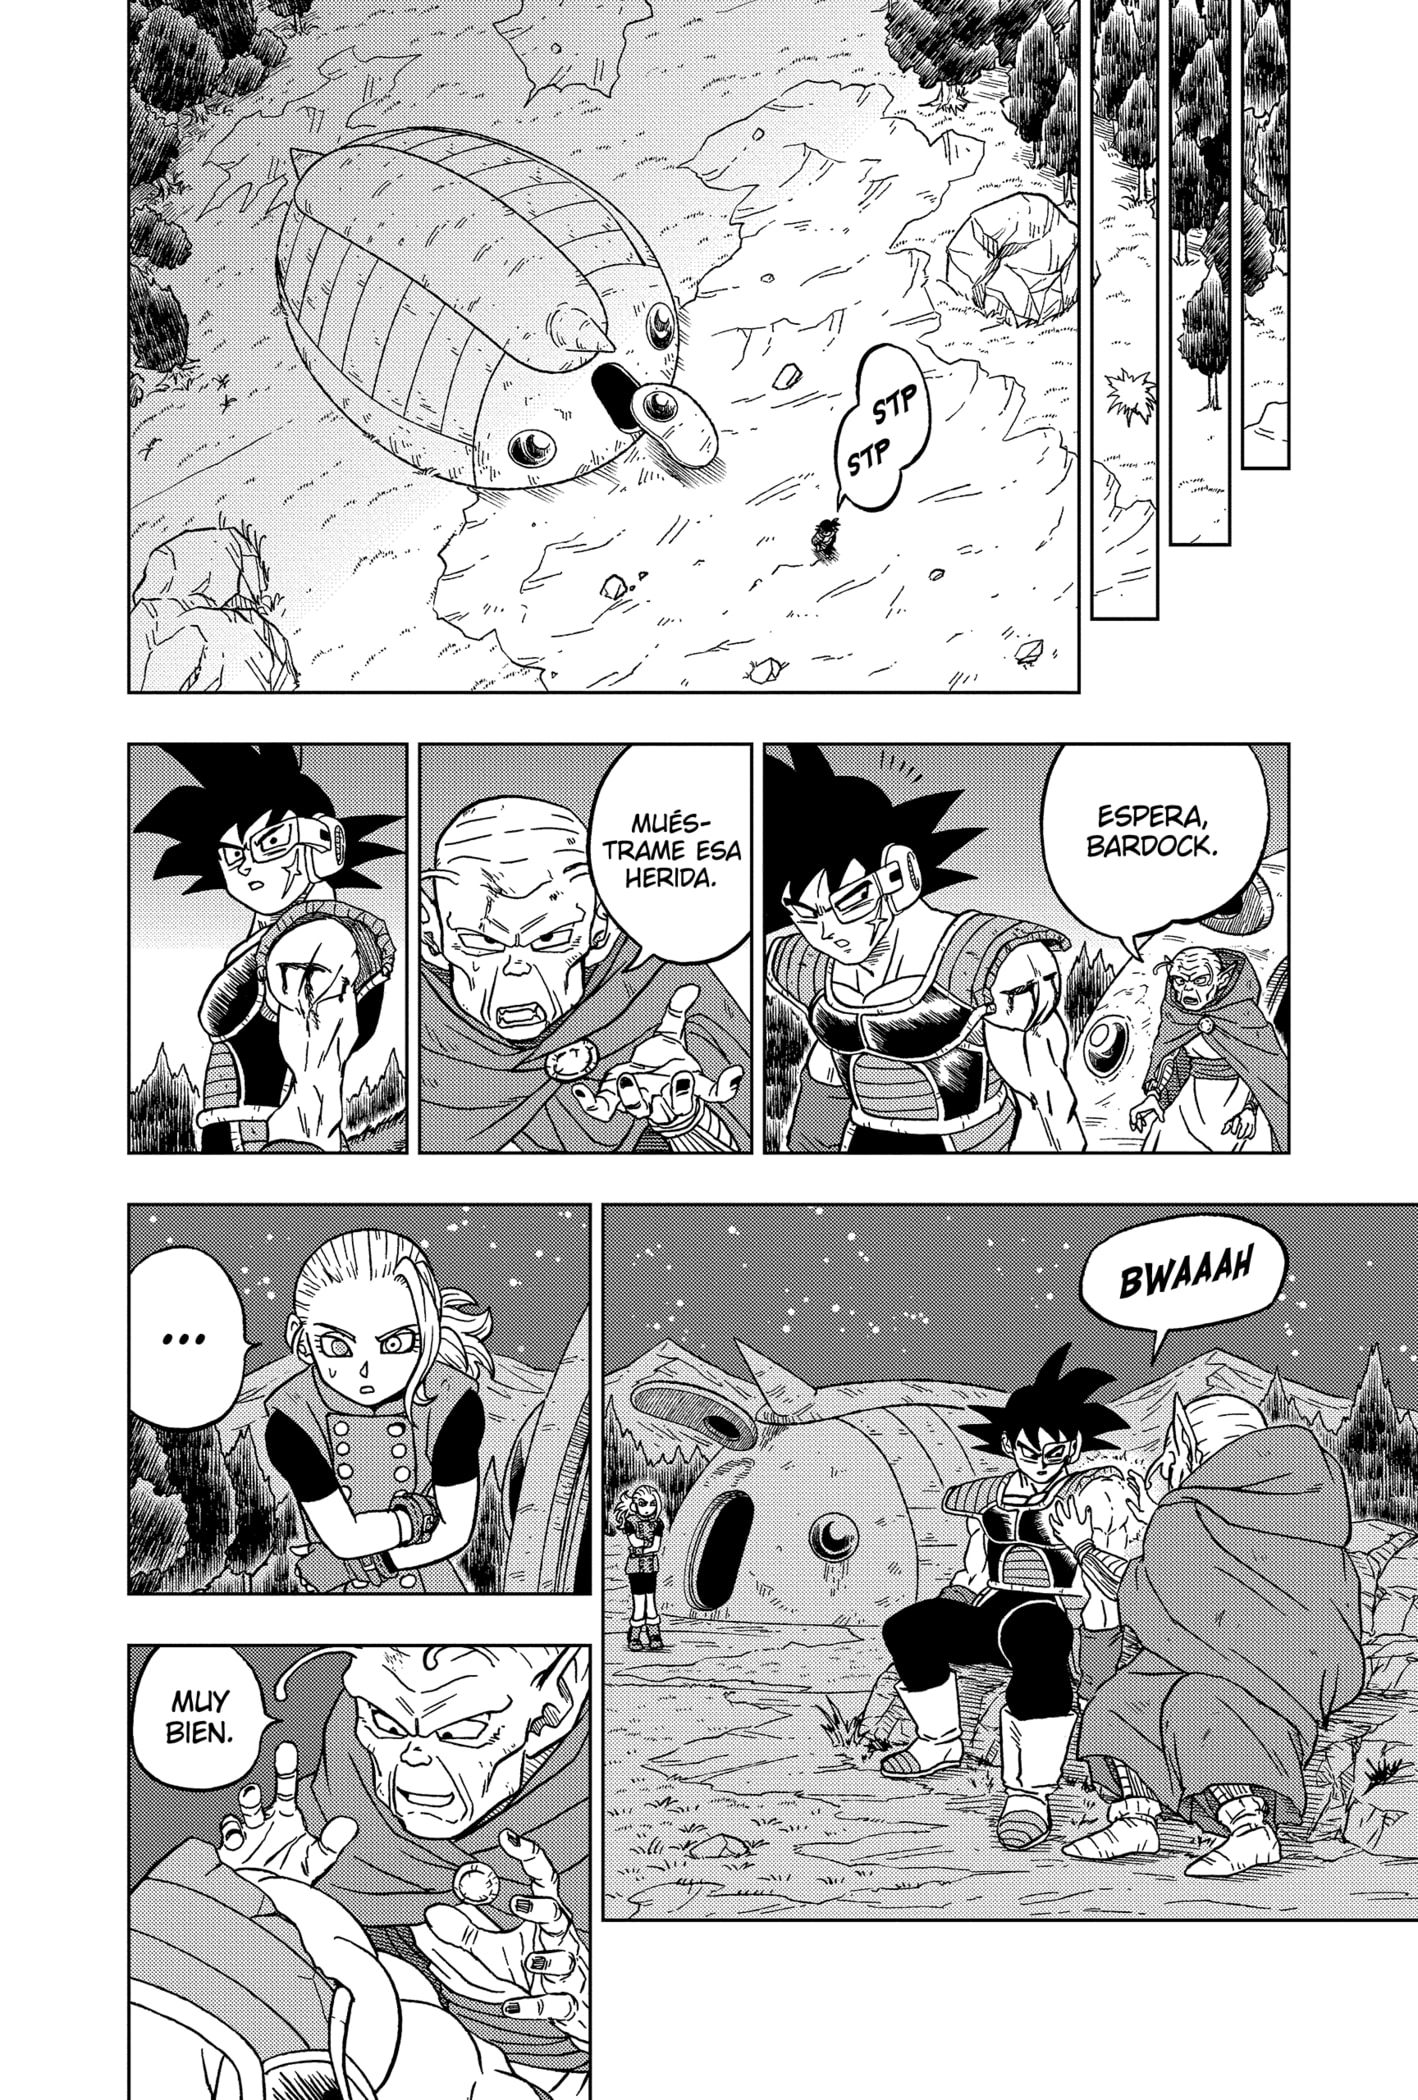 STP
STP
ESPERA,
BARDOCK.
MUÉS-
TRAME ESA
HERIDA.
BWAAAH
...
MUY
BIEN.